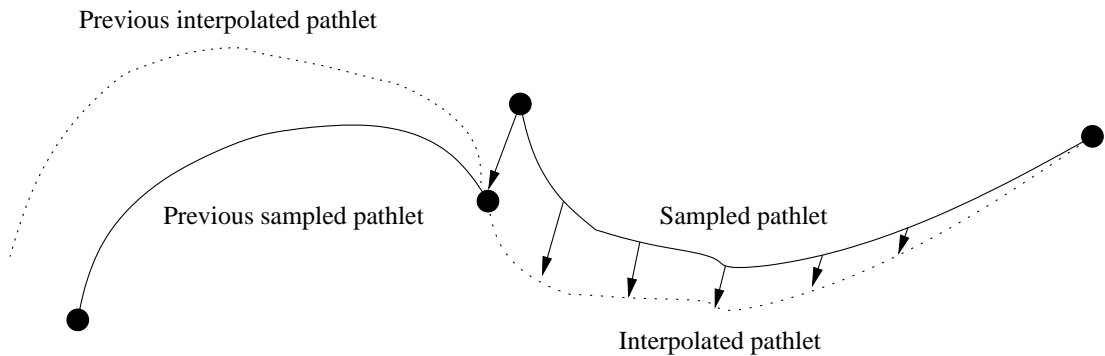 Previous interpolated pathlet
Previous sampled pathlet
Sampled pathlet
Interpolated pathlet